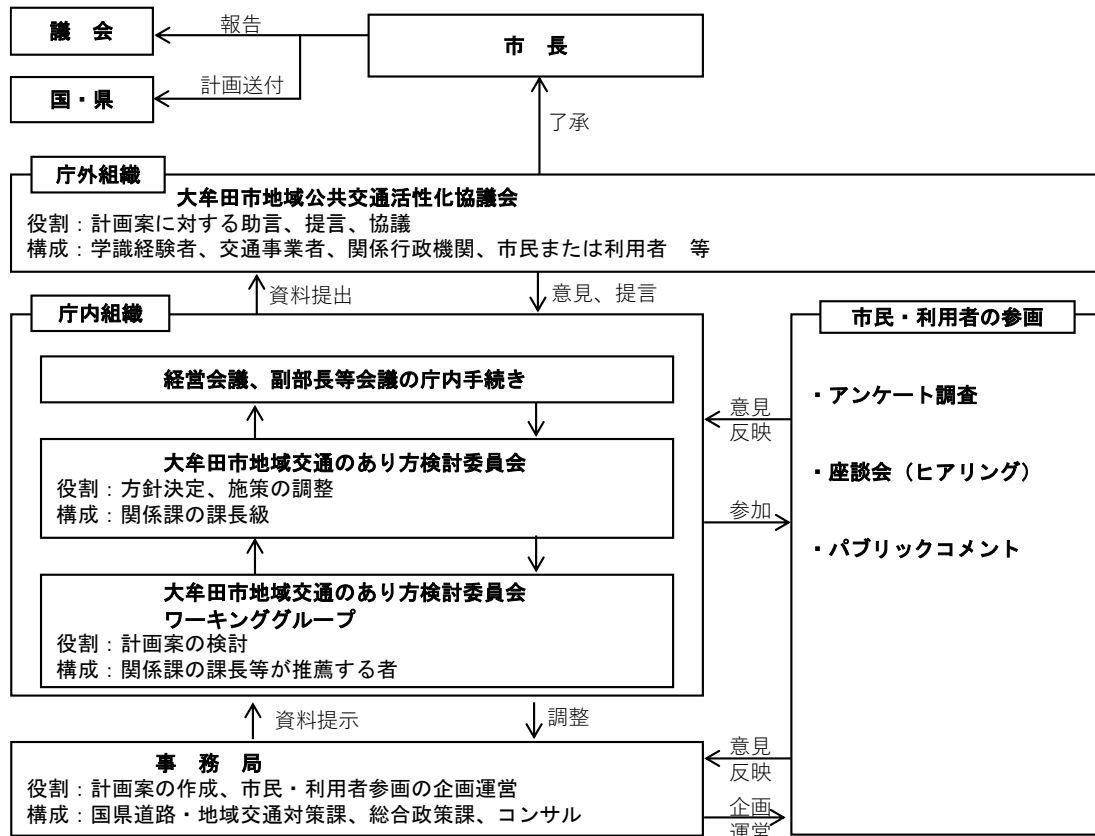 議　会
報告
市　長
国・県
計画送付
了承
庁外組織
大牟田市地域公共交通活性化協議会
役割：計画案に対する助言、提言、協議
構成：学識経験者、交通事業者、関係行政機関、市民または利用者　等
資料提出
意見、提言
庁内組織
経営会議、副部長等会議の庁内手続き
大牟田市地域交通のあり方検討委員会
役割：方針決定、施策の調整
構成：関係課の課長級
大牟田市地域交通のあり方検討委員会
ワーキンググループ
役割：計画案の検討
構成：関係課の課長等が推薦する者
市民・利用者の参画
・アンケート調査
・座談会（ヒアリング）
・パブリックコメント
意見
反映
参加
資料提示
調整
事　務　局
役割：計画案の作成、市民・利用者参画の企画運営
構成：国県道路・地域交通対策課、総合政策課、コンサル
意見
反映
企画
運営